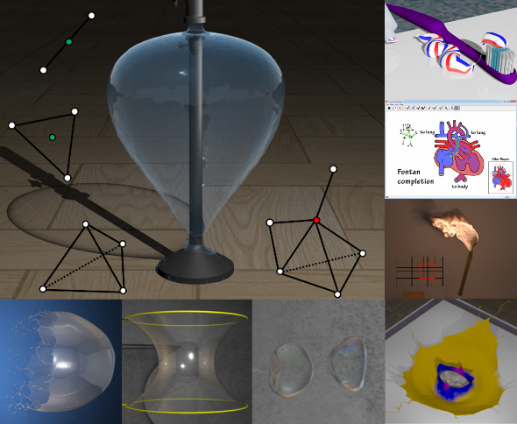 to lung
to lung
Fontan
completion
to body